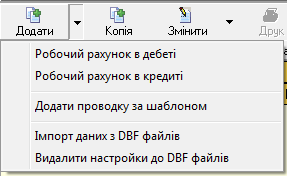 Додати Копія Змінити Друк
Робочий рахунок в дебеті
Робочий рахунок в кредиті
Додати проводку за шаблоном
Імпорт даних з DBF файлів
Видалити настройки до DBF файлів